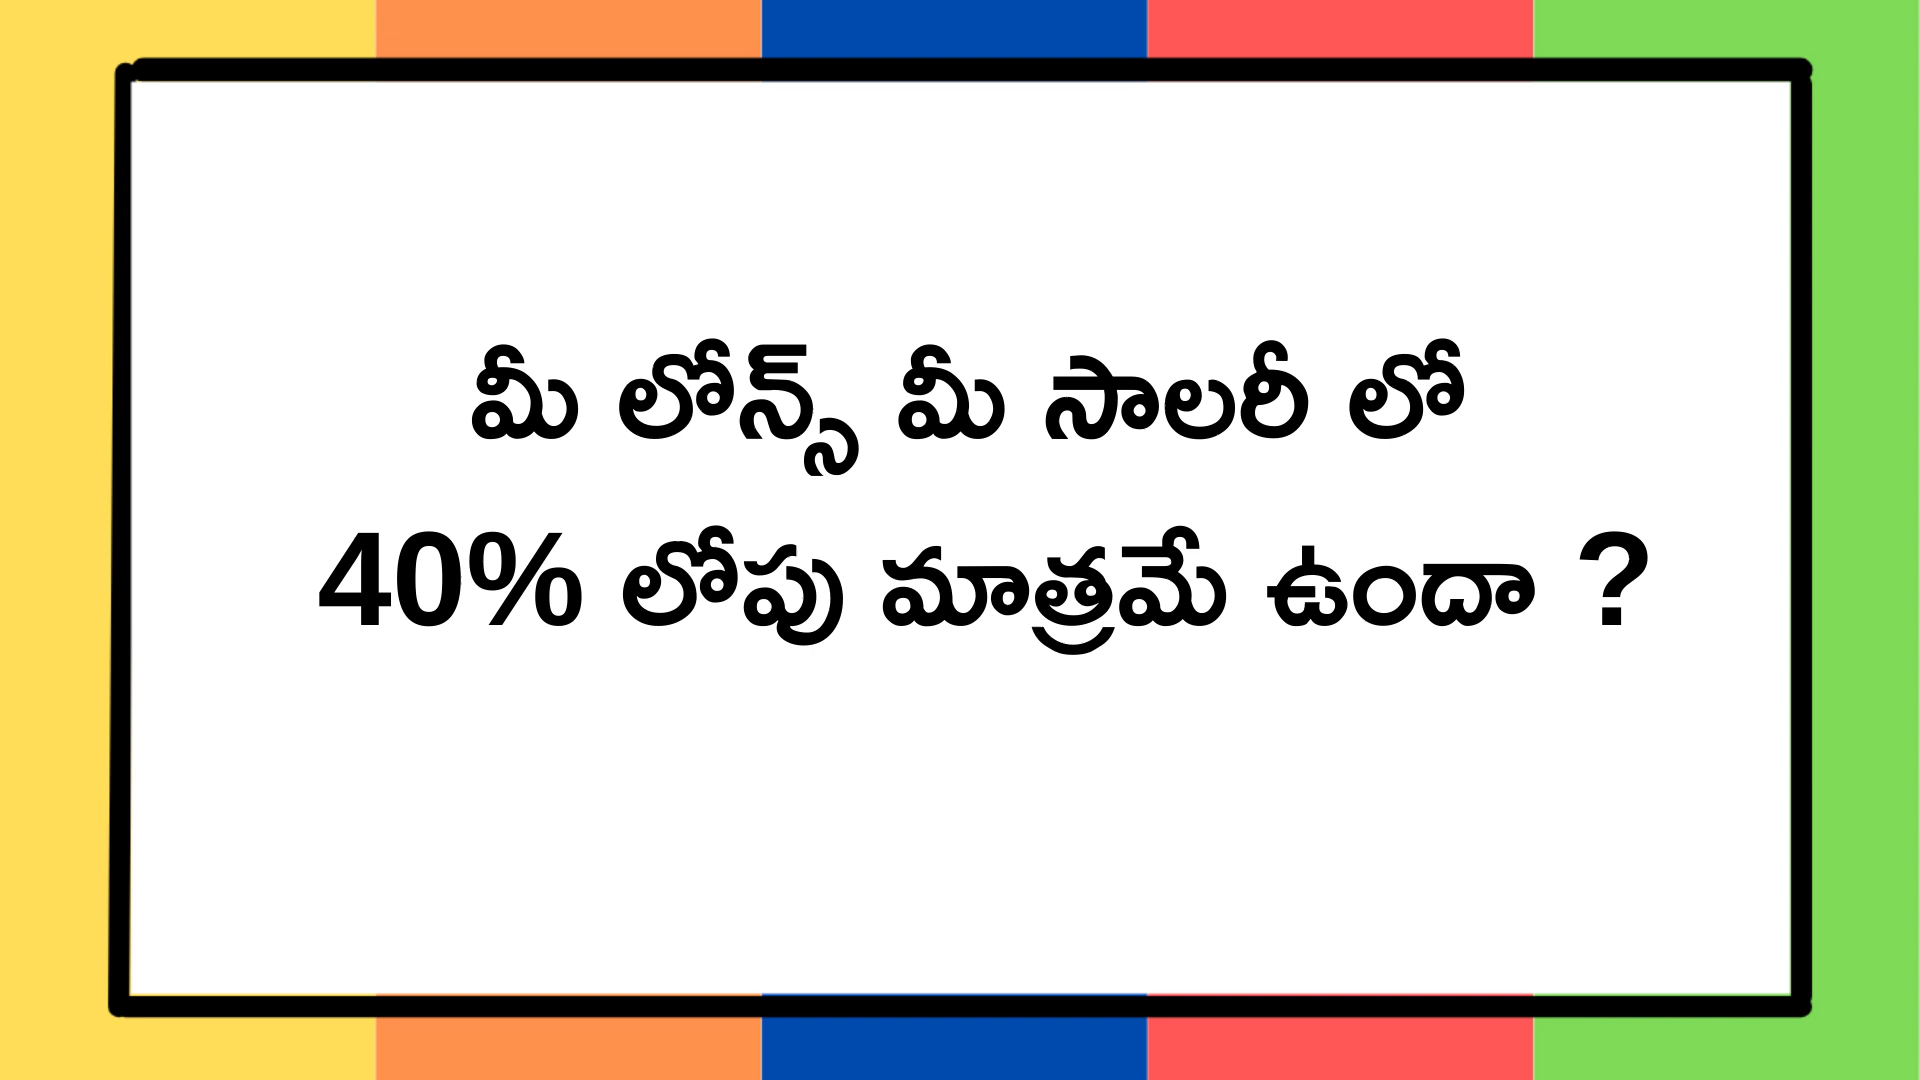 మీ లోన్స్ మీ సాలరీ లో
40% లోపు మాత్రమే ఉందా ?